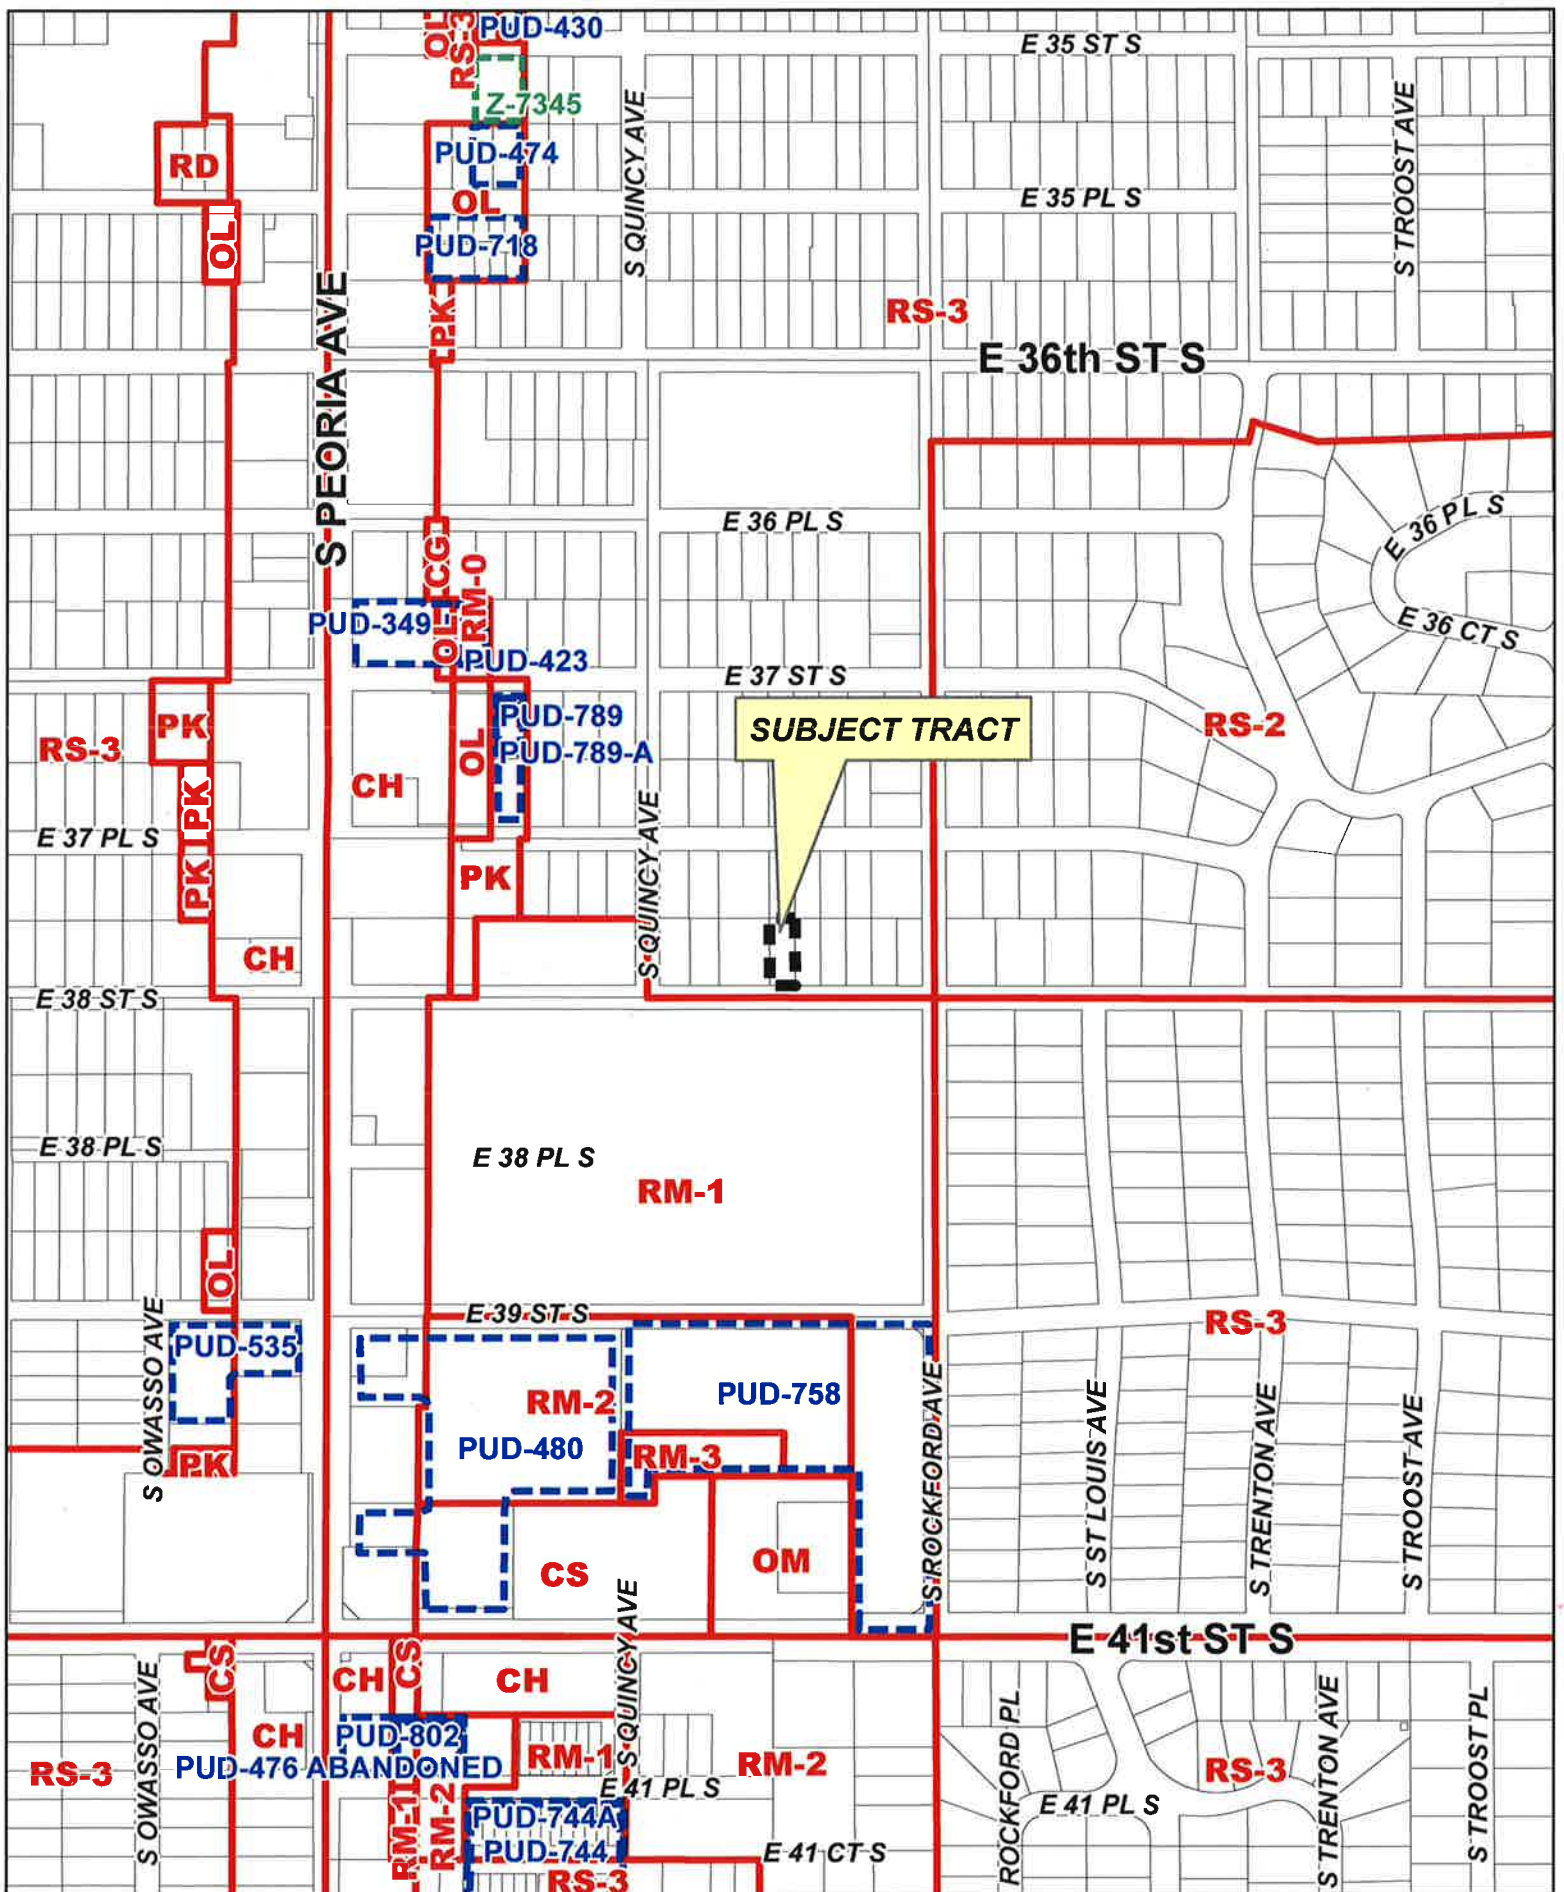 OL
RS-3
PUD-430
E 35 ST S
Z-7345
RD
PUD-474
OL
S QUINCY AVE
E 35 PL S
S TROOST AVE
OL
PUD-718
PK
RS-3
S PEORIA AVE
E 36th ST S
E 36 PL S
E 36 PL S
CG
RM-0
PUD-349
OL
E 36 CT S
PUD-423
E 37 ST S
PK
RS-3
PUD-789
PUD-789-A
OL
SUBJECT TRACT
RS-2
CH
PK
E 37 PL S
PK
PK
S QUINCY AVE
CH
E 38 ST S
E 38 PL S
E 38 PL S
RM-1
OL
E 39 ST S
RS-3
S OWASSO AVE
PUD-535
RM-2
PUD-758
PUD-480
RM-3
PK
S ROCKFORD AVE
S ST LOUIS AVE
S TRENTON AVE
S TROOST AVE
CS
OM
E 41st ST S
CS
CH
CS
CH
S QUINCY AVE
S OWASSO AVE
CH
PUD-802
PUD-476 ABANDONED
RM-1
RM-2
RS-3
RS-3
E 41 PL S
E 41 PL S
RM-1
RM-2
PUD-744A
PUD-744
E 41 CT S
RS-3
ROCKFORD PL
S TRENTON AVE
S TROOST PL